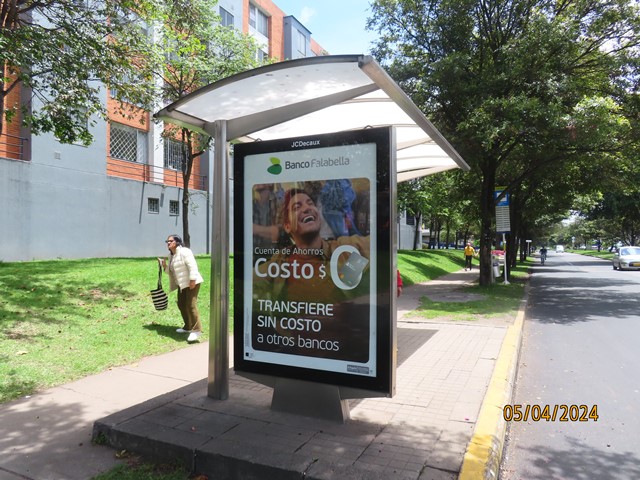 JCDecaux
Banco Falabella
Cuenta de Ahorros
Costo $0
TRANSFIERE
SIN COSTO
a otros bancos
05/04/2024